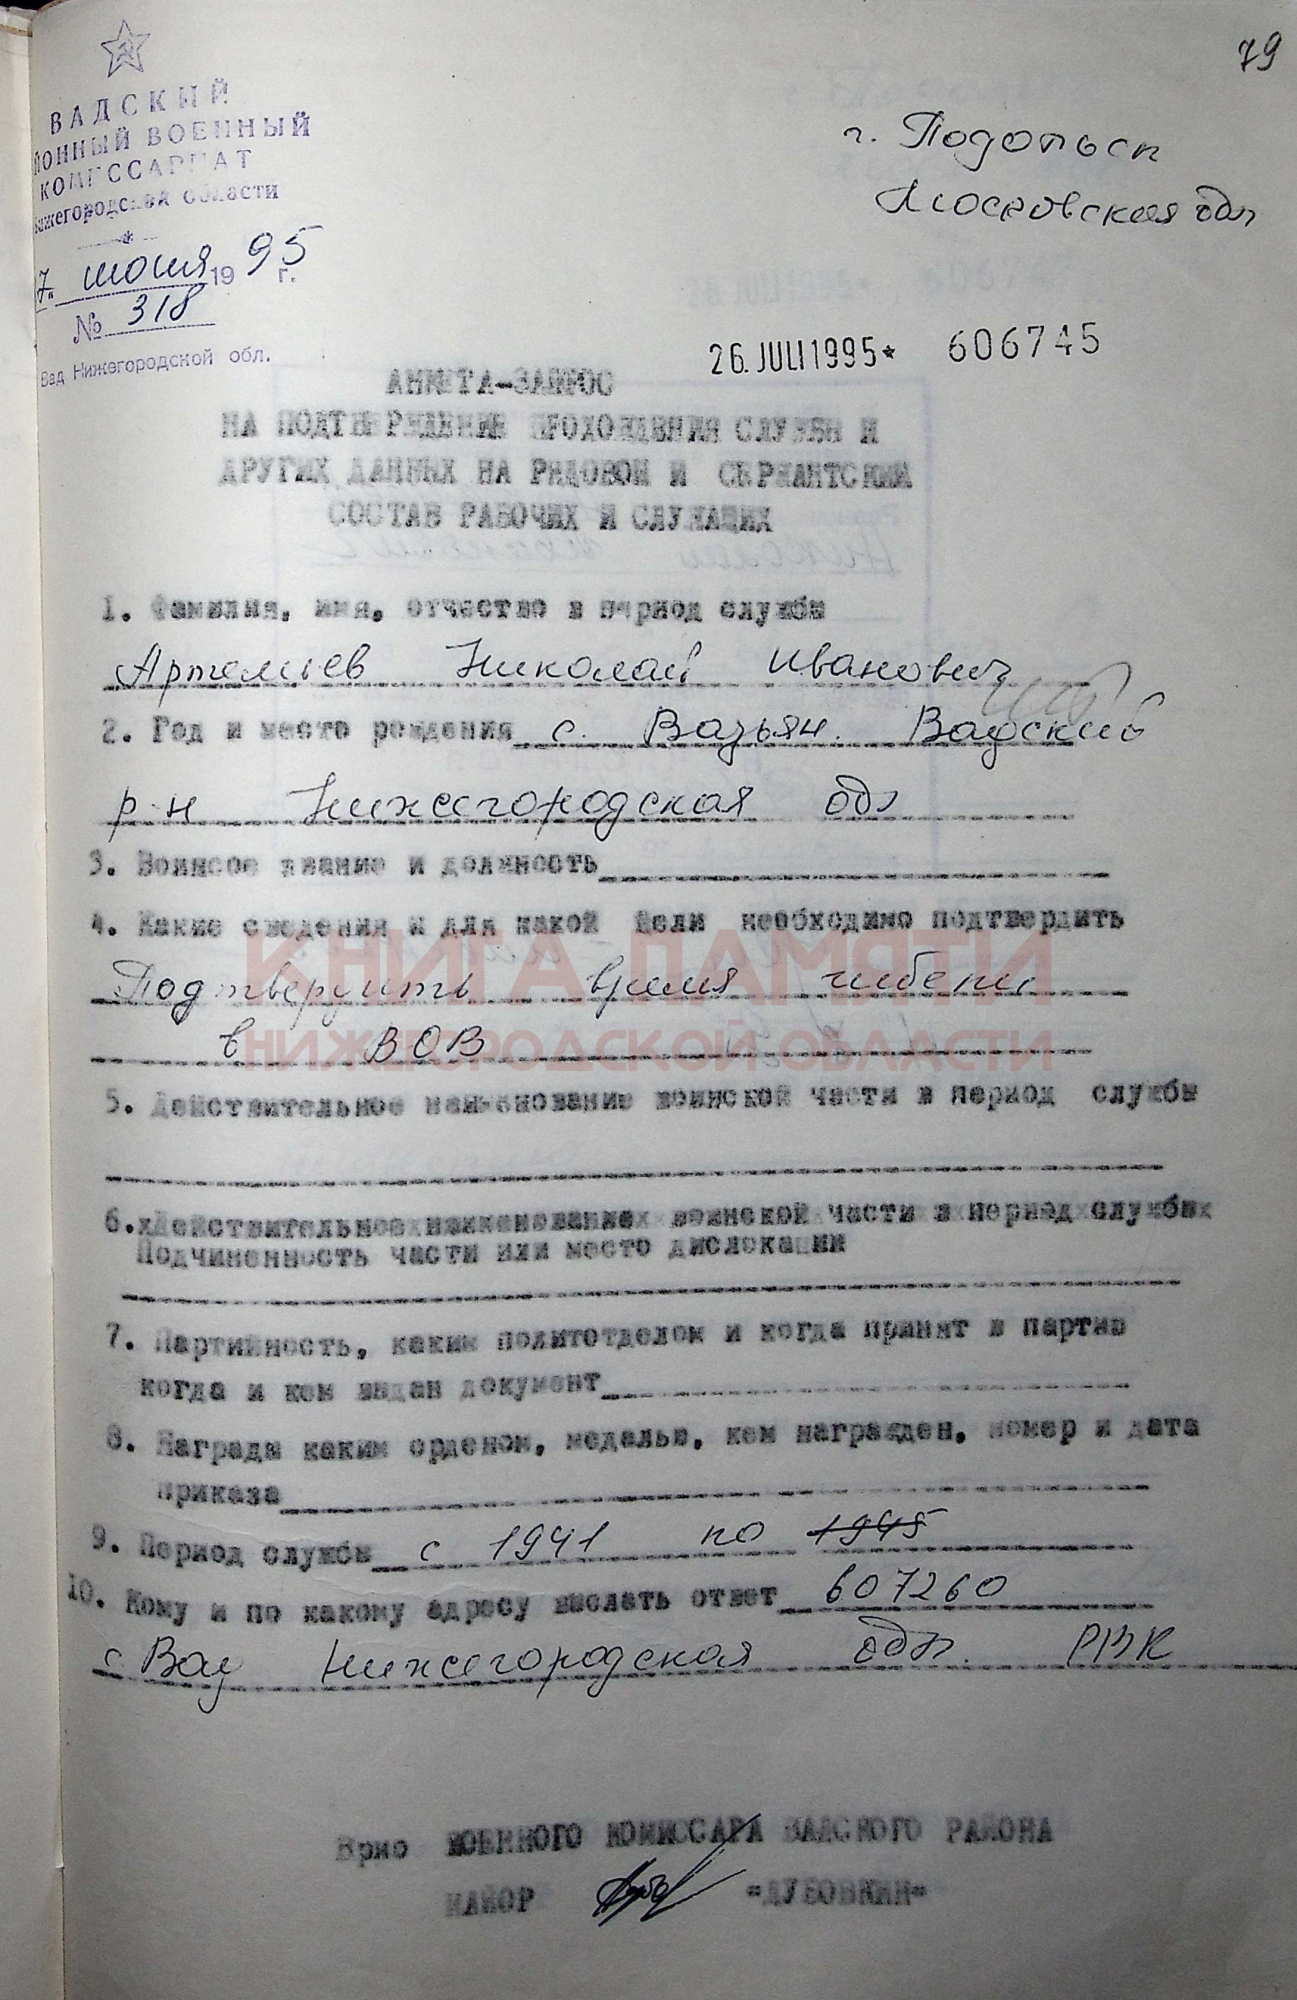 79
ВАДСКИЙ
ЙОННЫЙ ВОЕННЫЙ
КОМИССАРИАТ
Нижегородской области
7. июня 1995 г.
№ 318
Вад Нижегородской обл.
г. Подольск
Московская обл
26. JULI 1995* 606745
АНКЕТА-ЗАПРОС
НА ПОДТВЕРЖДЕНИЕ ПРОХОЖДЕНИЯ СЛУЖБЫ И
ДРУГИХ ДАННЫХ НА РЯДОВОЙ И СЕРЖАНТСКИЙ
СОСТАВ РАБОЧИХ И СЛУЖАЩИХ
1. Фамилия, имя, отчество в период службы
Артемьев Николай Иванович
2. Год и место рождения с. Вазьян. Вадский
р-н Нижегородская обл
3. Воинсое звание и должность
4. Какие сведения и для какой цели необходимо подтвердить
КНИГА ПАМЯТИ
Подтвердить время гибели
НИЖЕГОРОДСКОЙ ОБЛАСТИ
в ВОВ
5. Действительное наименование воинской части в период службы
6. Действительное наименование воинской части в период службы
Подчиненность части или место дислокации
7. Партийность, каким политотделом и когда принят в партию
когда и кем выдан документ
8. Награда каким орденом, медалью, кем награжден, номер и дата
приказа
9. Период службы с 1941 по 1945
10. Кому и по какому адресу выслать ответ 607260
с Вад Нижегородская обл. РВК
Врио ВОЕННОГО КОМИССАРА ВАДСКОГО РАЙОНА
МАЙОР =ДУБОВКИН=